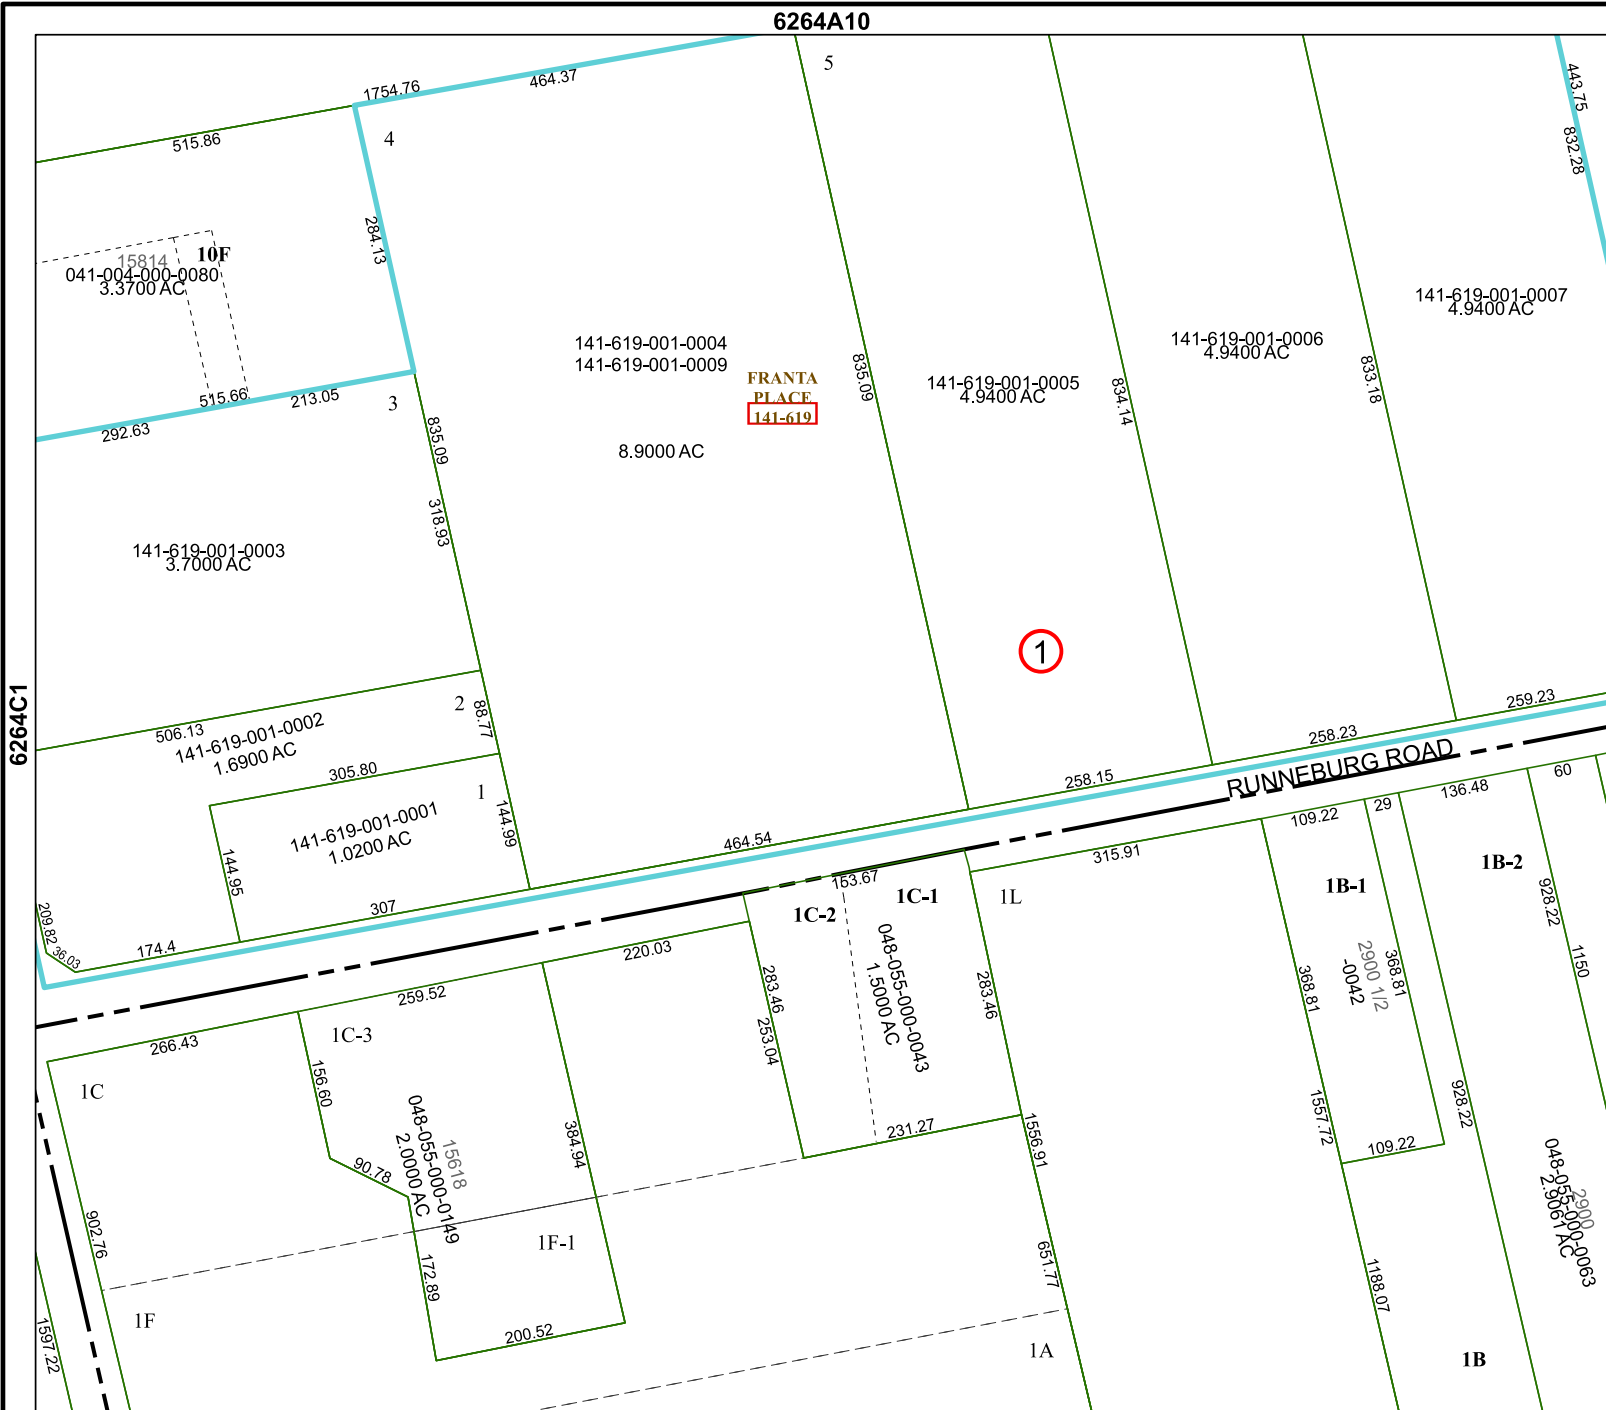 6264A10
6264C1
5
464.37
1754.76
515.86
4
443.75
832.28
284.13
10F
15814
041-004-000-0080
3.3700 AC
515.66
213.05
292.63
3
141-619-001-0004
141-619-001-0009
FRANTA
PLACE
141-619
8.9000 AC
835.09
141-619-001-0005
4.9400 AC
834.14
141-619-001-0006
4.9400 AC
833.18
141-619-001-0007
4.9400 AC
835.09
318.93
141-619-001-0003
3.7000 AC
1
2
88.77
506.13
141-619-001-0002
1.6900 AC
305.80
1
141-619-001-0001
1.0200 AC
144.99
144.95
209.82
36.03
174.4
307
464.54
258.15
258.23
259.23
RUNNEBURG ROAD
153.67
315.91
109.22
29
136.48
60
1C-2
1C-1
1L
1B-1
1B-2
220.03
259.52
266.43
1C-3
1C
156.60
283.46
253.04
048-055-000-0043
1.5000 AC
283.46
368.81
2900 1/2
-0042
368.81
928.22
1150
15618
048-055-000-0149
2.0000 AC
90.78
384.94
231.27
1556.91
1557.72
109.22
928.22
2900
048-055-000-0063
2.9061 AC
902.76
1F-1
172.89
651.77
1188.07
1F
200.52
1597.22
1A
1B